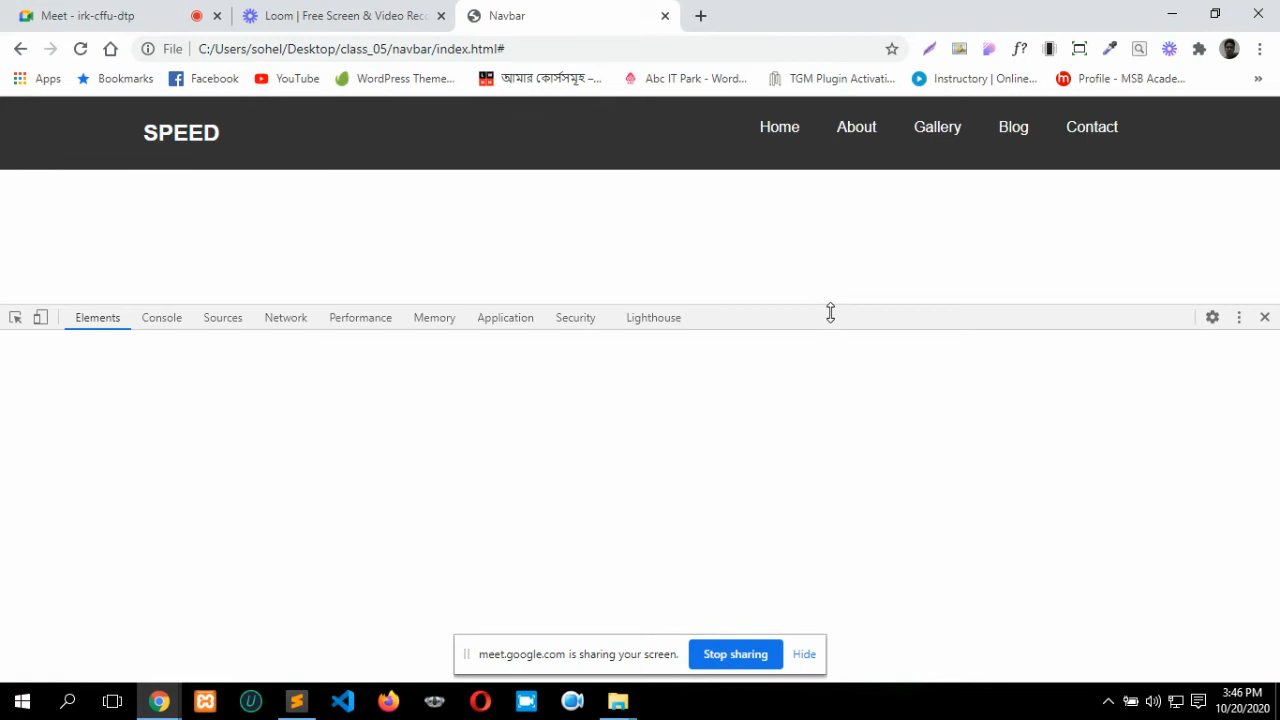 Meet - irk-cffu-dtp
Loom | Free Screen & Video Rec
Navbar
File
C:/Users/sohel/Desktop/class_05/navbar/index.html#
f?
Apps
Bookmarks
Facebook
YouTube
WordPress Theme...
আমার কোর্সসমূহ –...
Abc IT Park - Word...
TGM Plugin Activati...
Instructory | Online...
Profile - MSB Acade...
»
SPEED
Home
About
Gallery
Blog
Contact
Elements
Console
Sources
Network
Performance
Memory
Application
Security
Lighthouse
meet.google.com is sharing your screen.
Stop sharing
Hide
3:46 PM
10/20/2020